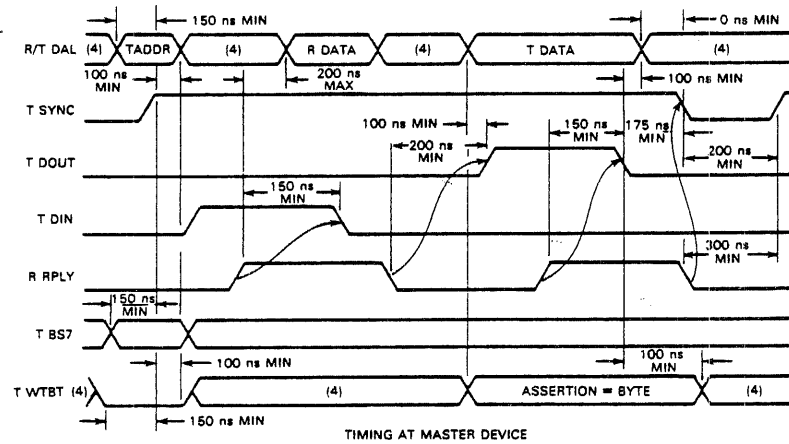 150 ns MIN
0 ns MIN
R/T DAL (4) TADDR (4) R DATA (4) T DATA (4)
100 ns MIN
200 ns MAX
100 ns MIN
T SYNC
100 ns MIN
150 ns MIN
175 ns MIN
200 ns MIN
200 ns MIN
T DOUT
150 ns MIN
T DIN
300 ns MIN
R RPLY
150 ns MIN
T BS7
100 ns MIN
100 ns MIN
T WTBT (4) (4) ASSERTION = BYTE (4)
150 ns MIN
TIMING AT MASTER DEVICE